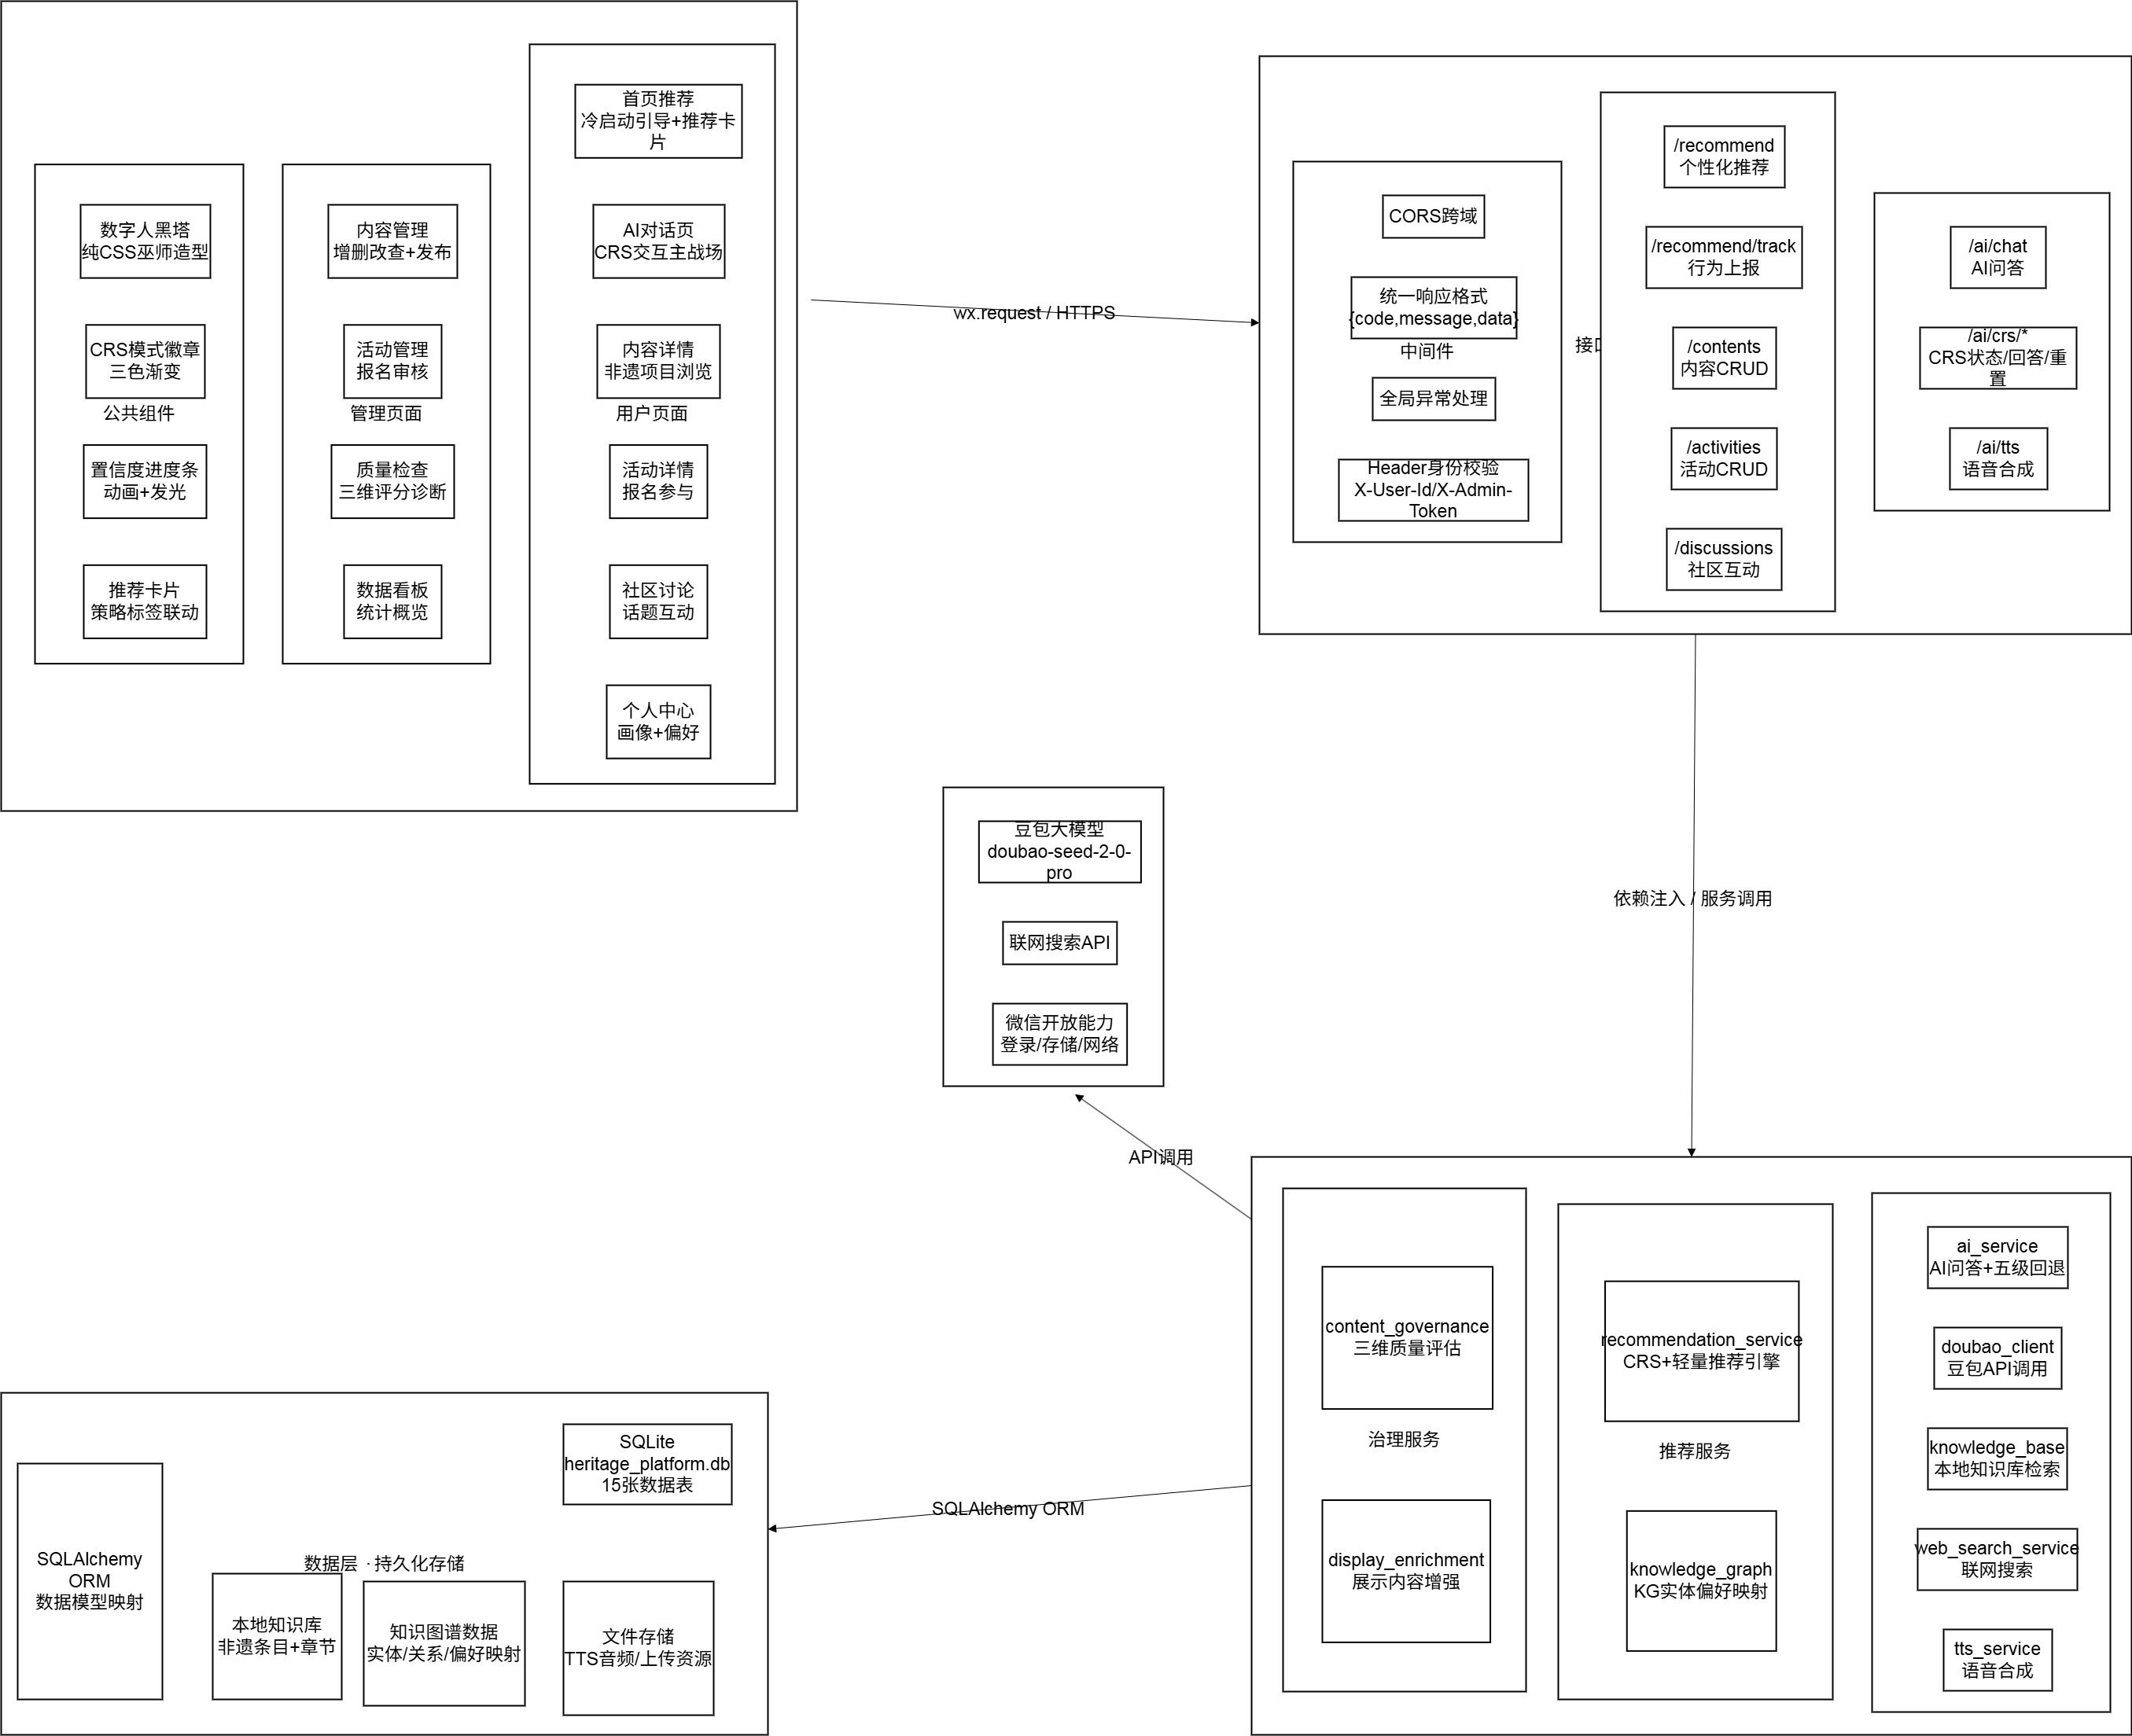 数字人黑塔
纯CSS巫师造型
CRS模式徽章
三色渐变
公共组件
置信度进度条
动画+发光
推荐卡片
策略标签联动
内容管理
增删改查+发布
活动管理
报名审核
管理页面
质量检查
三维评分诊断
数据看板
统计概览
首页推荐
冷启动引导+推荐卡
片
AI对话页
CRS交互主战场
内容详情
非遗项目浏览
用户页面
活动详情
报名参与
社区讨论
话题互动
个人中心
画像+偏好
wx.request / HTTPS
CORS跨域
统一响应格式
{code,message,data}
中间件
全局异常处理
Header身份校验
X-User-Id/X-Admin-
Token
接
/recommend
个性化推荐
/recommend/track
行为上报
/contents
内容CRUD
/activities
活动CRUD
/discussions
社区互动
/ai/chat
AI问答
/ai/crs/*
CRS状态/回答/重
置
/ai/tts
语音合成
豆包大模型
doubao-seed-2-0-
pro
联网搜索API
微信开放能力
登录/存储/网络
依赖注入 / 服务调用
API调用
content_governance
三维质量评估
治理服务
display_enrichment
展示内容增强
recommendation_service
CRS+轻量推荐引擎
推荐服务
knowledge_graph
KG实体偏好映射
ai_service
AI问答+五级回退
doubao_client
豆包API调用
knowledge_base
本地知识库检索
web_search_service
联网搜索
tts_service
语音合成
SQLAlchemy ORM
SQLAlchemy
ORM
数据模型映射
数据层 · 持久化存储
本地知识库
非遗条目+章节
知识图谱数据
实体/关系/偏好映射
SQLite
heritage_platform.db
15张数据表
文件存储
TTS音频/上传资源